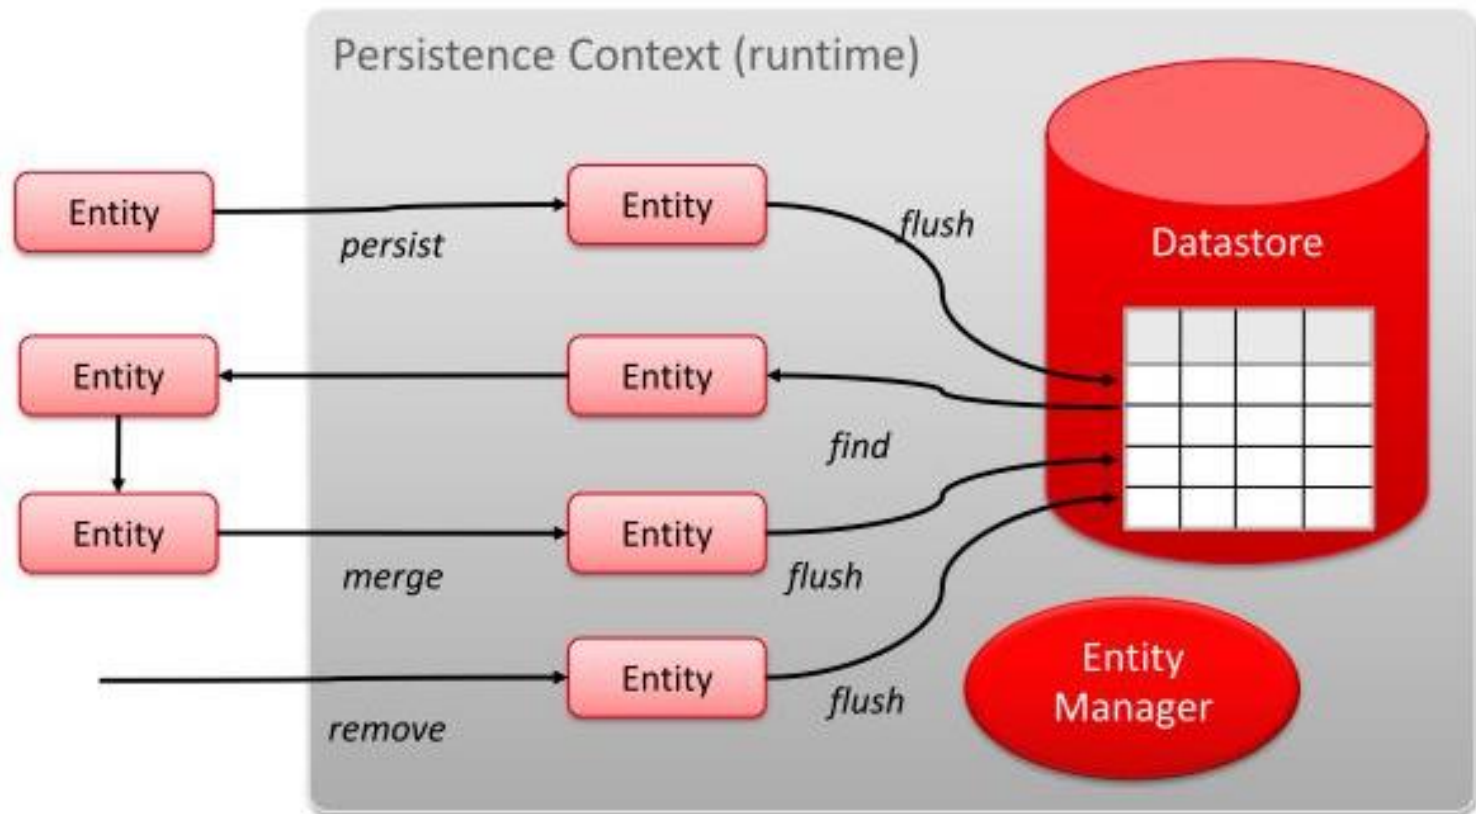 Persistence Context (runtime)
Entity
persist
Entity
flush
Datastore
Entity
Entity
find
Entity
merge
Entity
flush
remove
Entity
flush
Entity
Manager